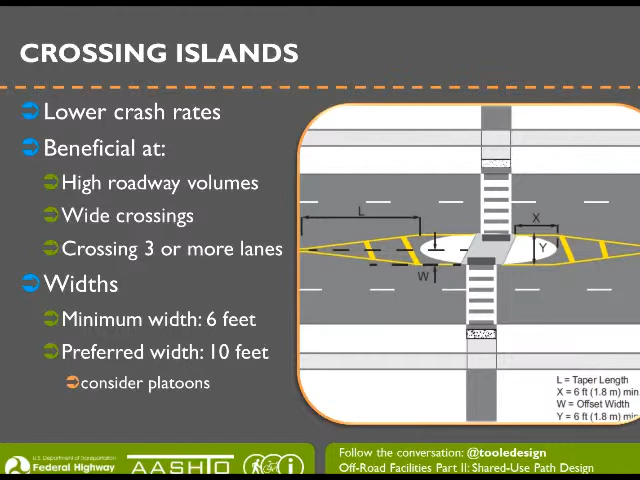 CROSSING ISLANDS
Lower crash rates
Beneficial at:
High roadway volumes
Wide crossings
Crossing 3 or more lanes
Widths
Minimum width: 6 feet
Preferred width: 10 feet
consider platoons
L
X
Y
W
L = Taper Length
X = 6 ft (1.8 m) min.
W = Offset Width
Y = 6 ft (1.8 m) min.
U.S. Department of Transportation
Federal Highway
AASHTO
Follow the conversation: @tooledesign
Off-Road Facilities Part II: Shared-Use Path Design